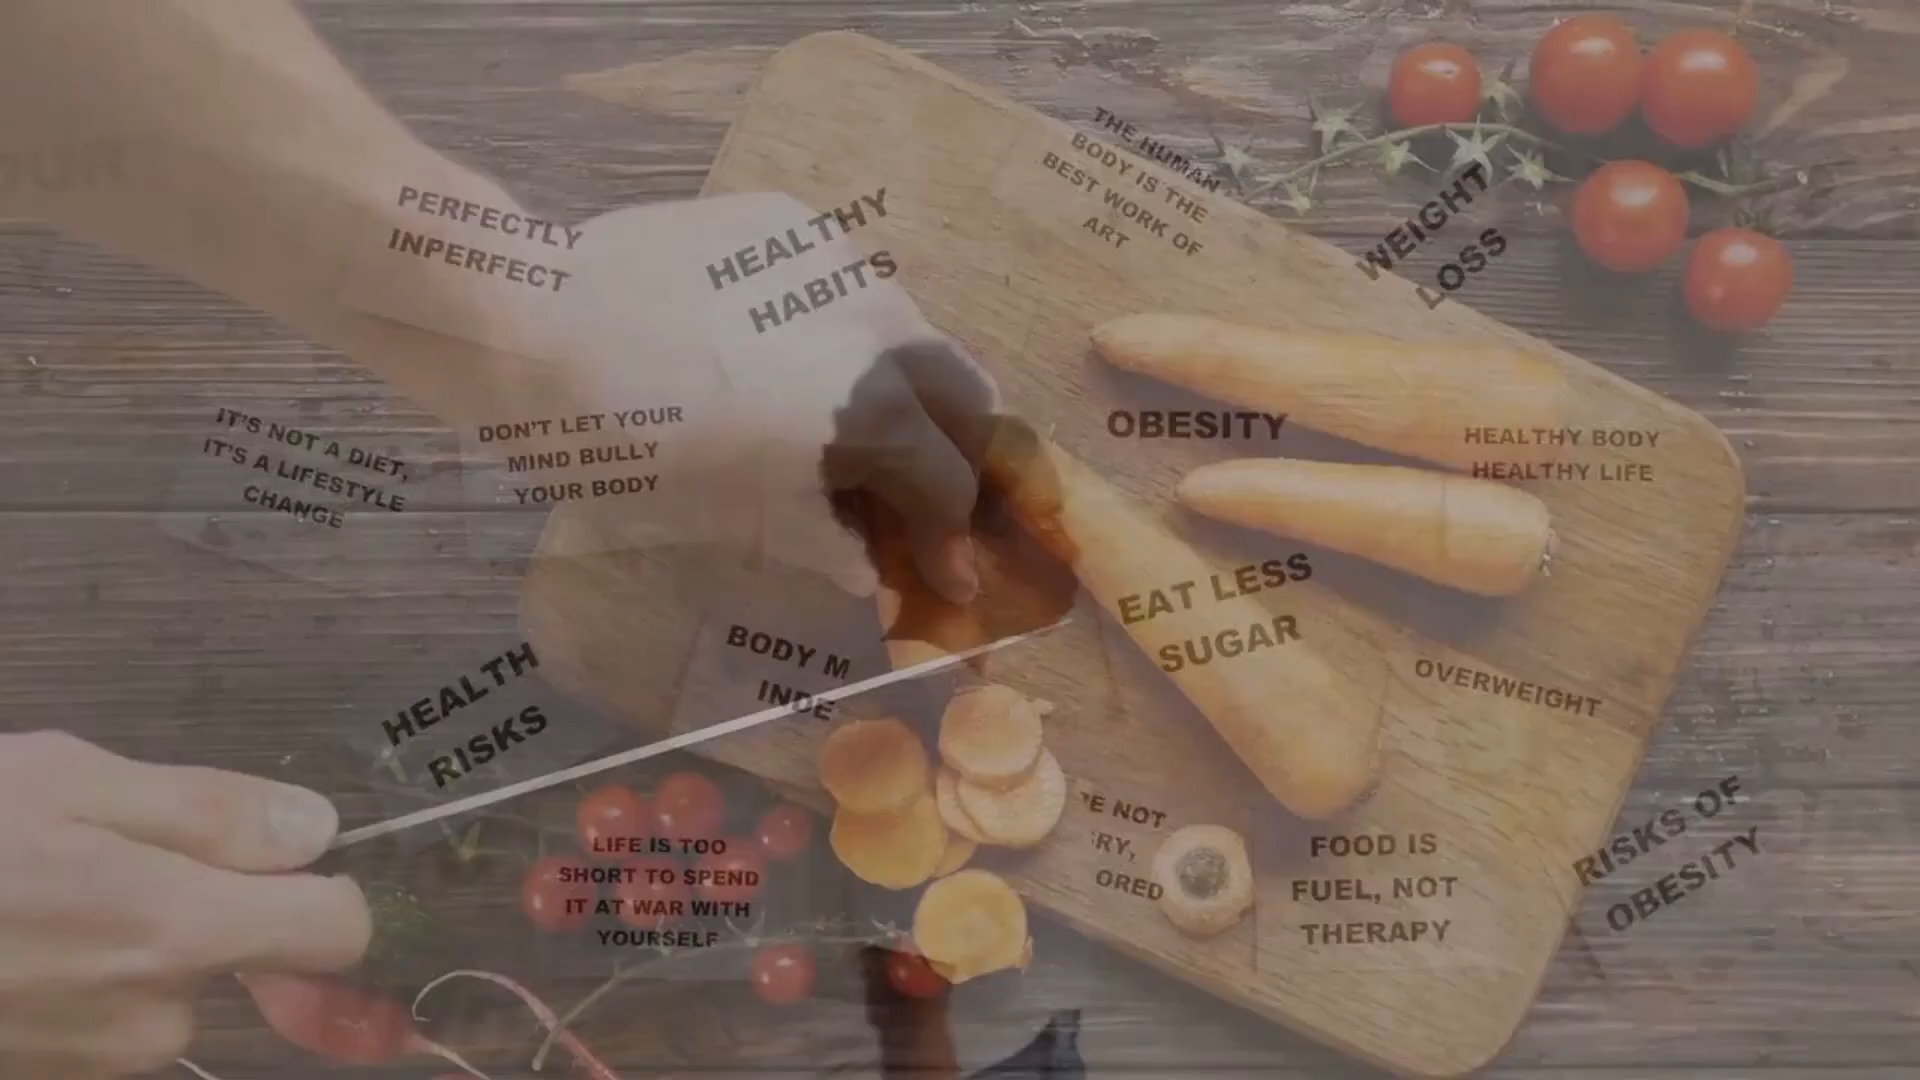 OUR
PERFECTLY
INPERFECT
HEALTHY
HABITS
THE HUMAN
BODY IS THE
BEST WORK OF
ART
WEIGHT
LOSS
IT'S NOT A DIET,
IT'S A LIFESTYLE
CHANGE
DON'T LET YOUR
MIND BULLY
YOUR BODY
OBESITY
HEALTHY BODY
HEALTHY LIFE
EAT LESS
SUGAR
HEALTH
RISKS
BODY M
INDE
OVERWEIGHT
LIFE IS TOO
SHORT TO SPEND
IT AT WAR WITH
YOURSELF
NOT
FOOD IS
FUEL, NOT
THERAPY
RISKS OF
OBESITY